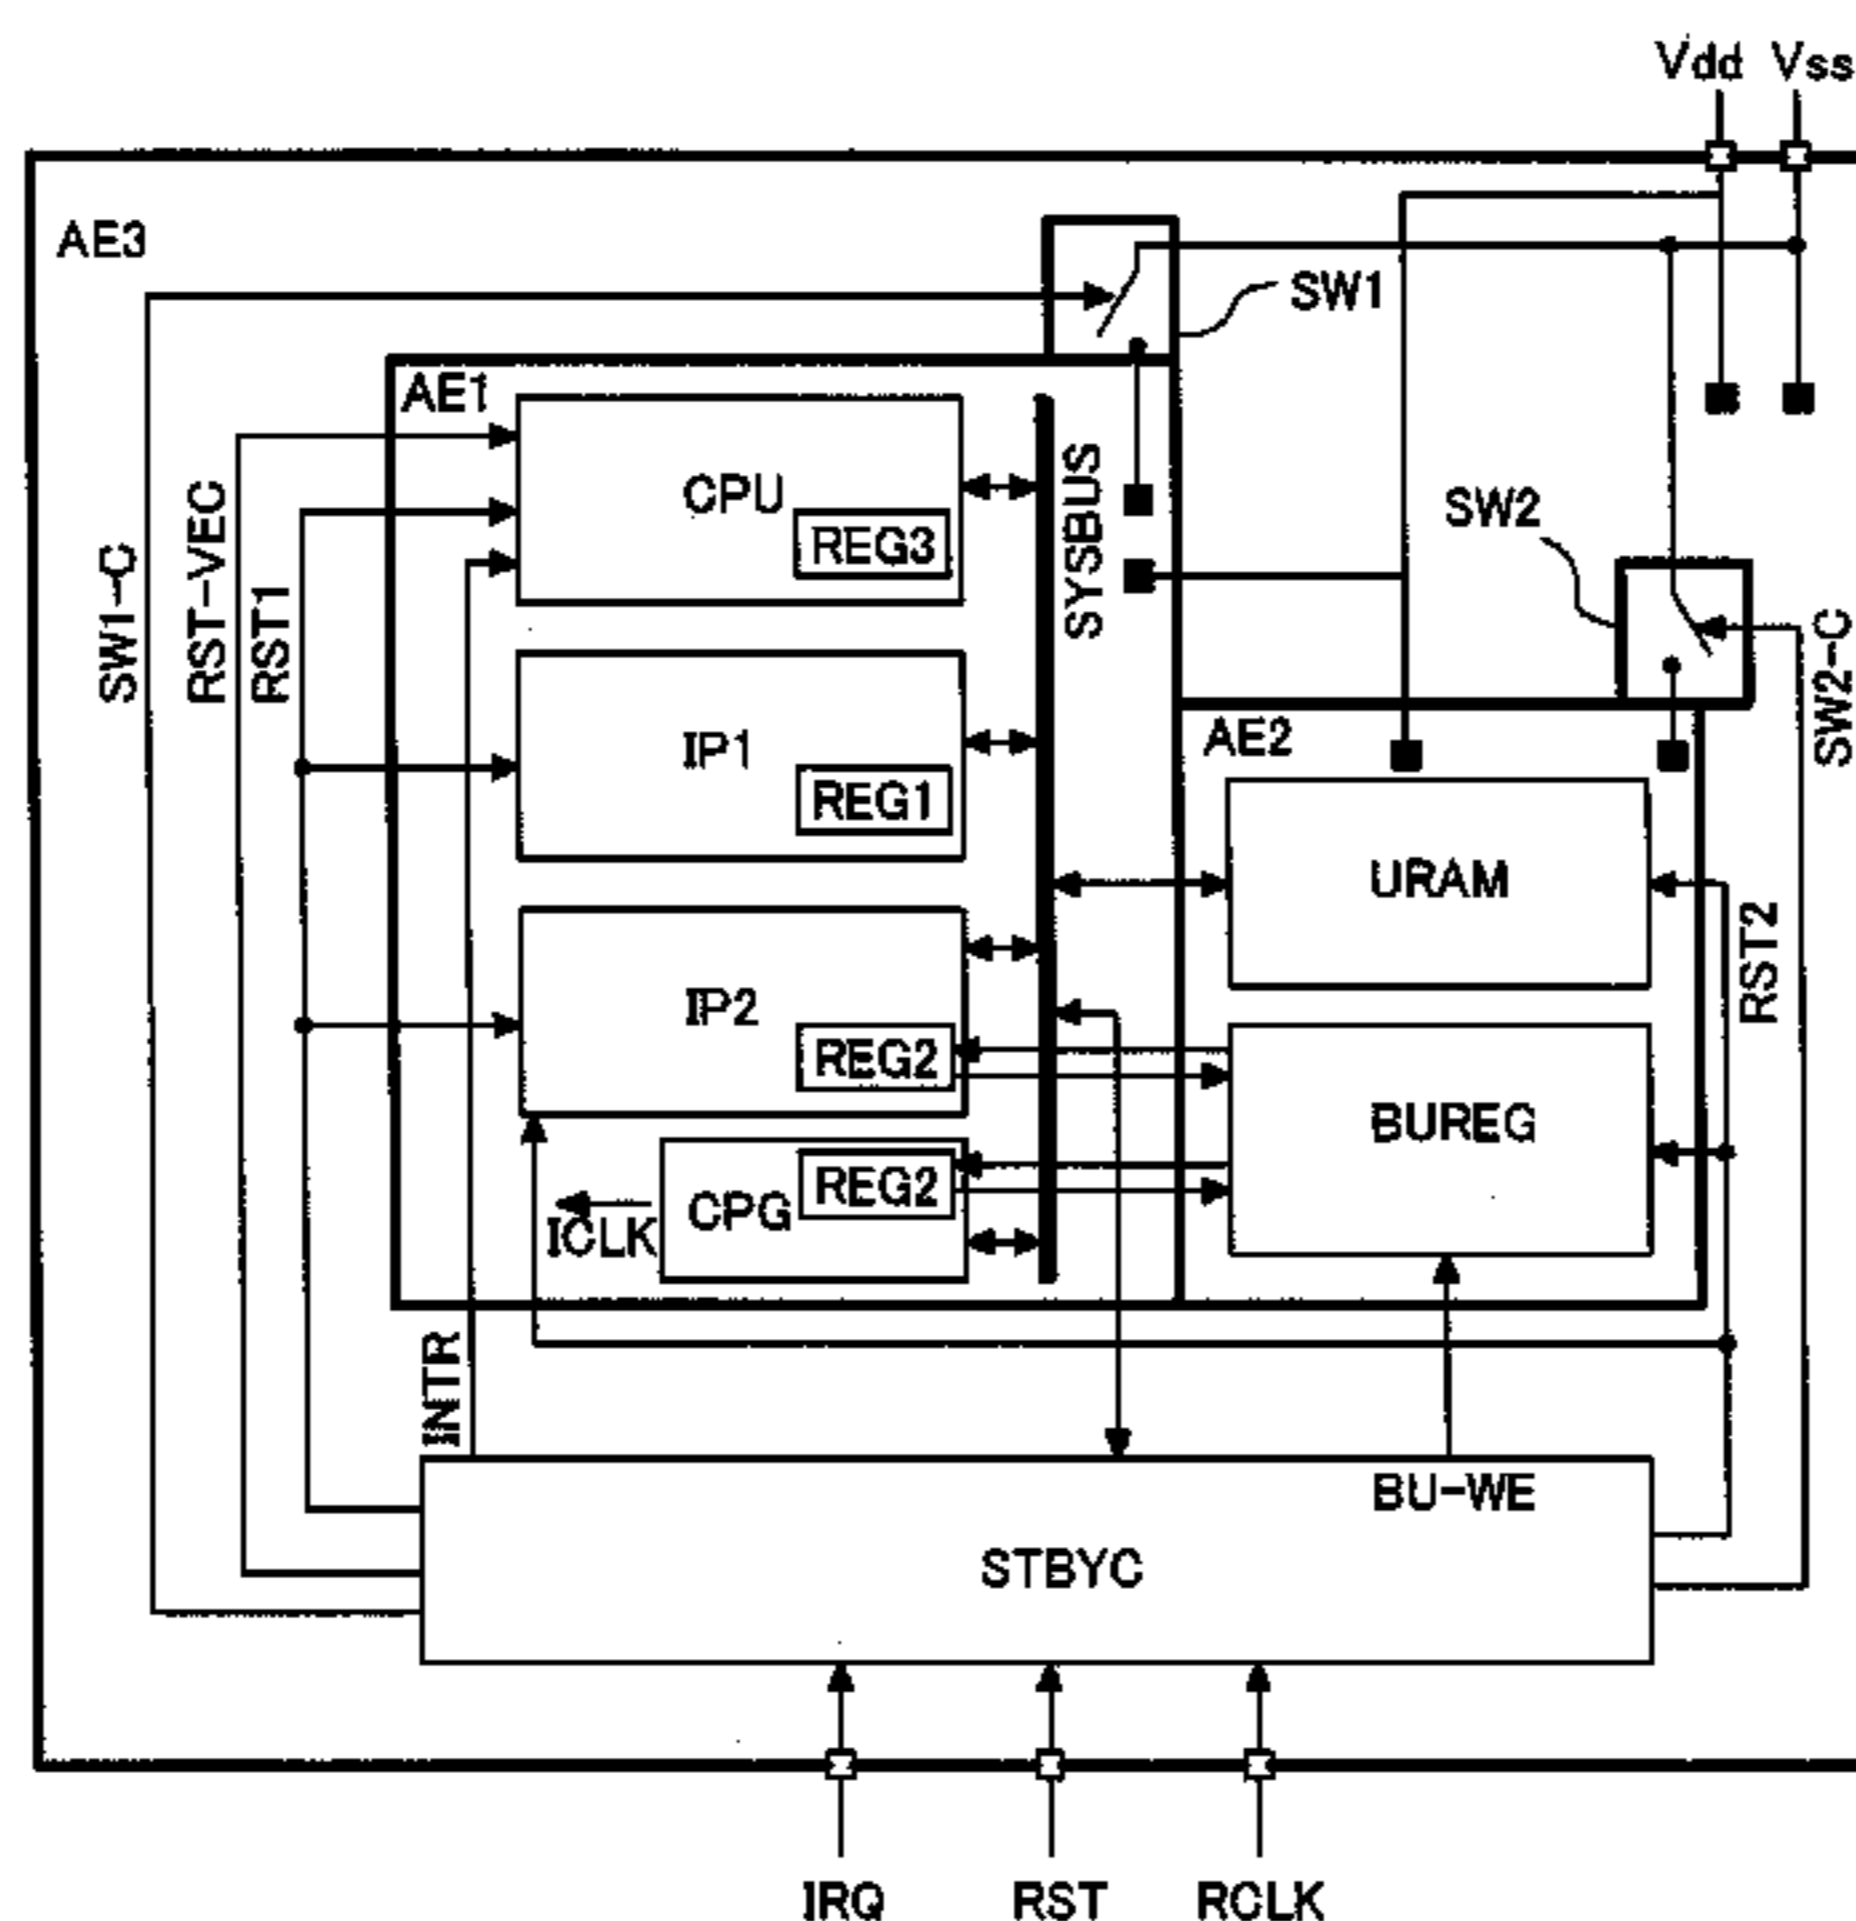 Vdd Vss
AE3
SW1
AE1
CPU
REG3
SYSBUS
SW2
SW1-C
RST-VEC
RST1
SW2-C
IP1
REG1
AE2
URAM
RST2
IP2
REG2
BUREG
CPG
REG2
ICLK
INTR
BU-WE
STBYC
IRQ RST RCLK